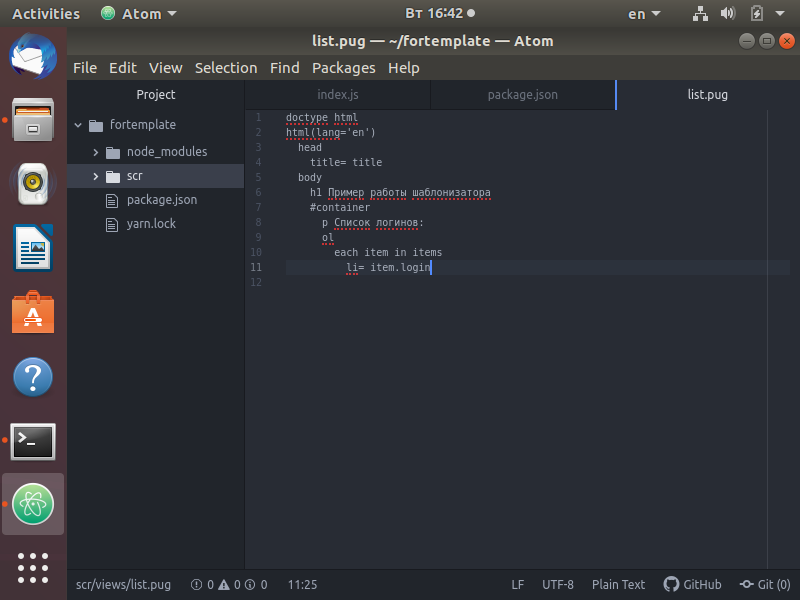 Activities Atom Вт 16:42 en
list.pug — ~/fortemplate — Atom
File Edit View Selection Find Packages Help
Project index.js package.json list.pug
fortemplate
node_modules
scr
package.json
yarn.lock
1 doctype html
2 html(lang='en')
3 head
4 title= title
5 body
6 h1 Пример работы шаблонизатора
7 #container
8 p Список логинов:
9 ol
10 each item in items
11 li= item.login
12
scr/views/list.pug 0 0 0 11:25 LF UTF-8 Plain Text GitHub Git (0)